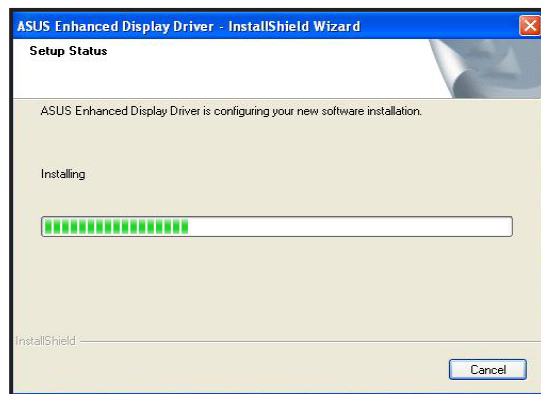 ASUS Enhanced Display Driver - InstallShield Wizard
Setup Status
ASUS Enhanced Display Driver is configuring your new software installation.
Installing
InstallShield
Cancel